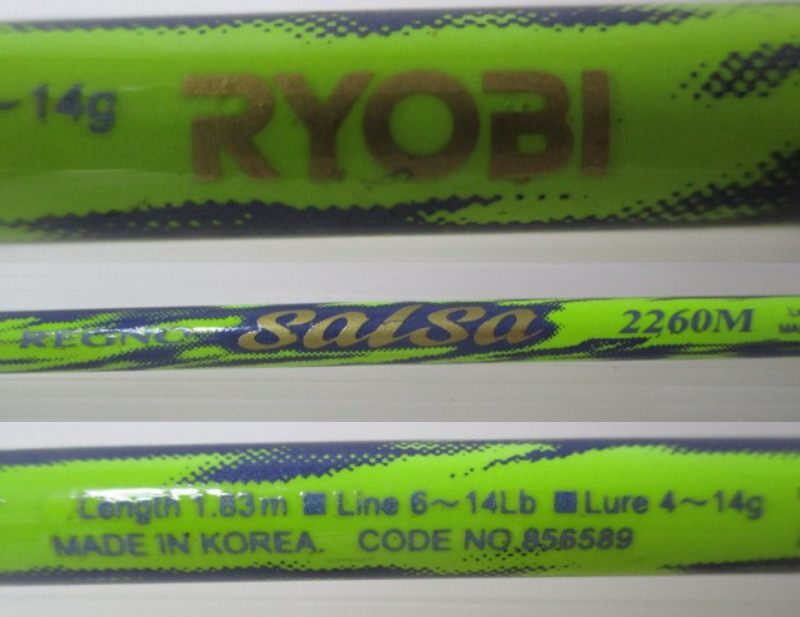 ~14g RYOBI
REGNO salsa 2260M
Length 1.83m ■ Line 6~14Lb ■ Lure 4~14g
MADE IN KOREA. CODE NO.856589